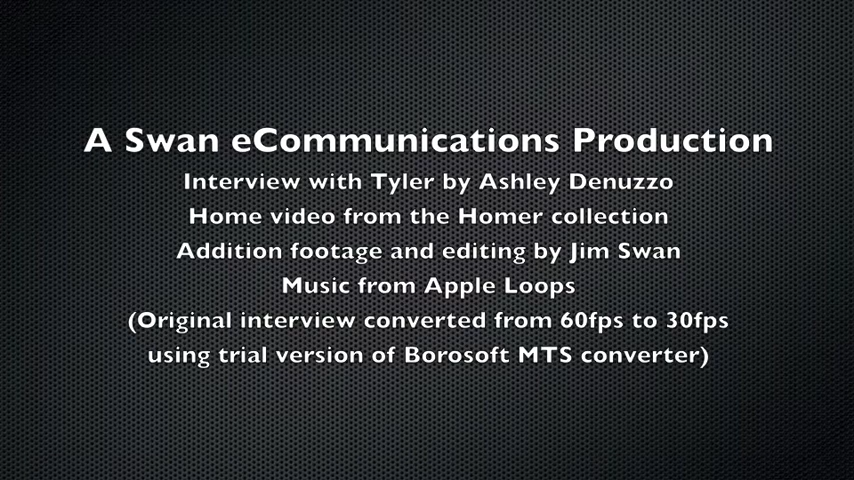 A Swan eCommunications Production
Interview with Tyler by Ashley Denuzzo
Home video from the Homer collection
Addition footage and editing by Jim Swan
Music from Apple Loops
(Original interview converted from 60fps to 30fps
using trial version of Borosoft MTS converter)